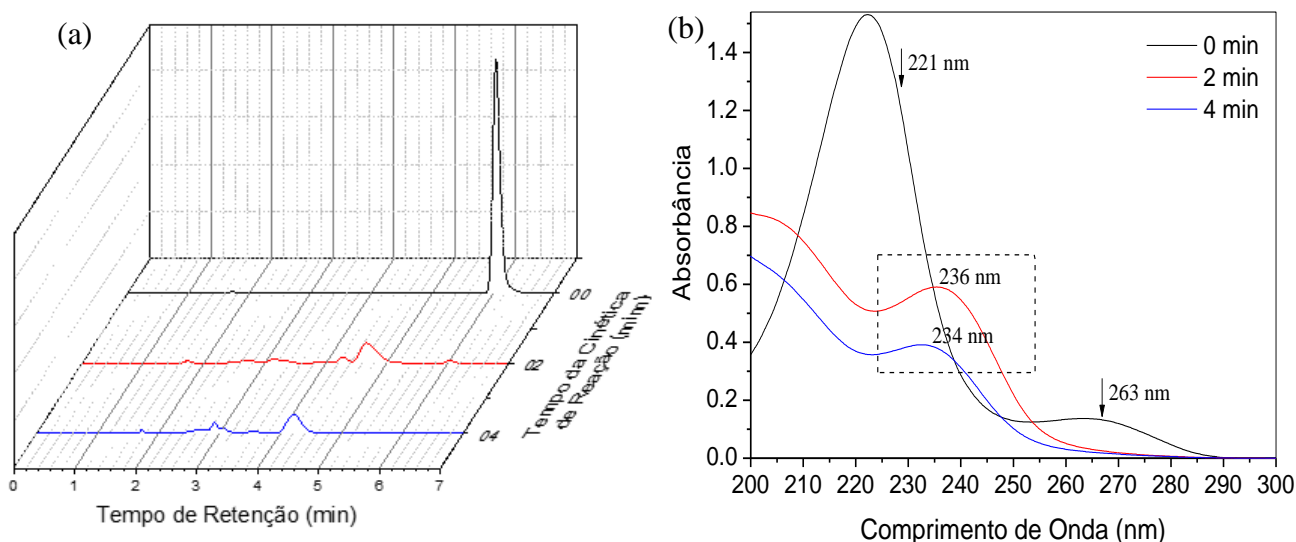 (a)
00
02
04
Tempo da Cinética
de Reação (mim)
0 1 2 3 4 5 6 7
Tempo de Retenção (min)
(b)
1.4
1.2
1.0
0.8
0.6
0.4
0.2
0.0
Absorbância
0 min
2 min
4 min
221 nm
236 nm
234 nm
263 nm
200 210 220 230 240 250 260 270 280 290 300
Comprimento de Onda (nm)